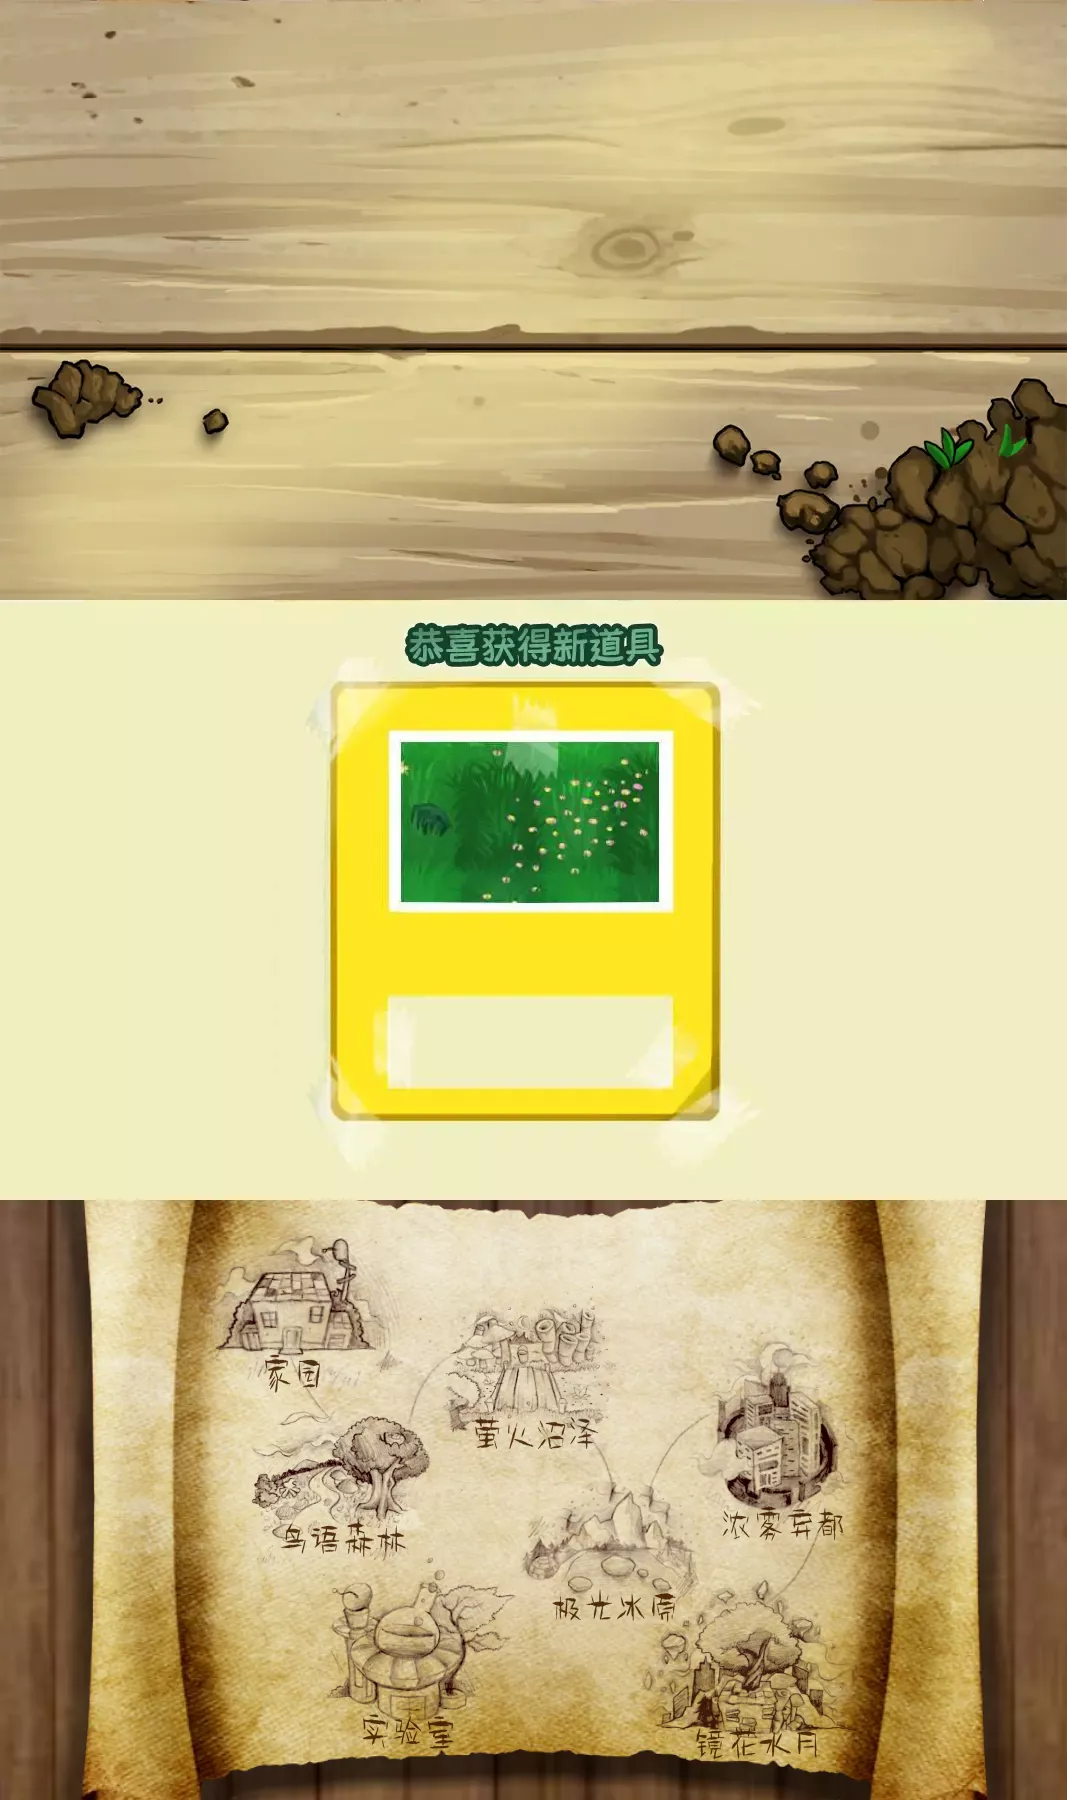 恭喜获得新道具
家园
萤火沼泽
鸟语森林
浓雾弃都
极光冰原
实验室
镜花水月